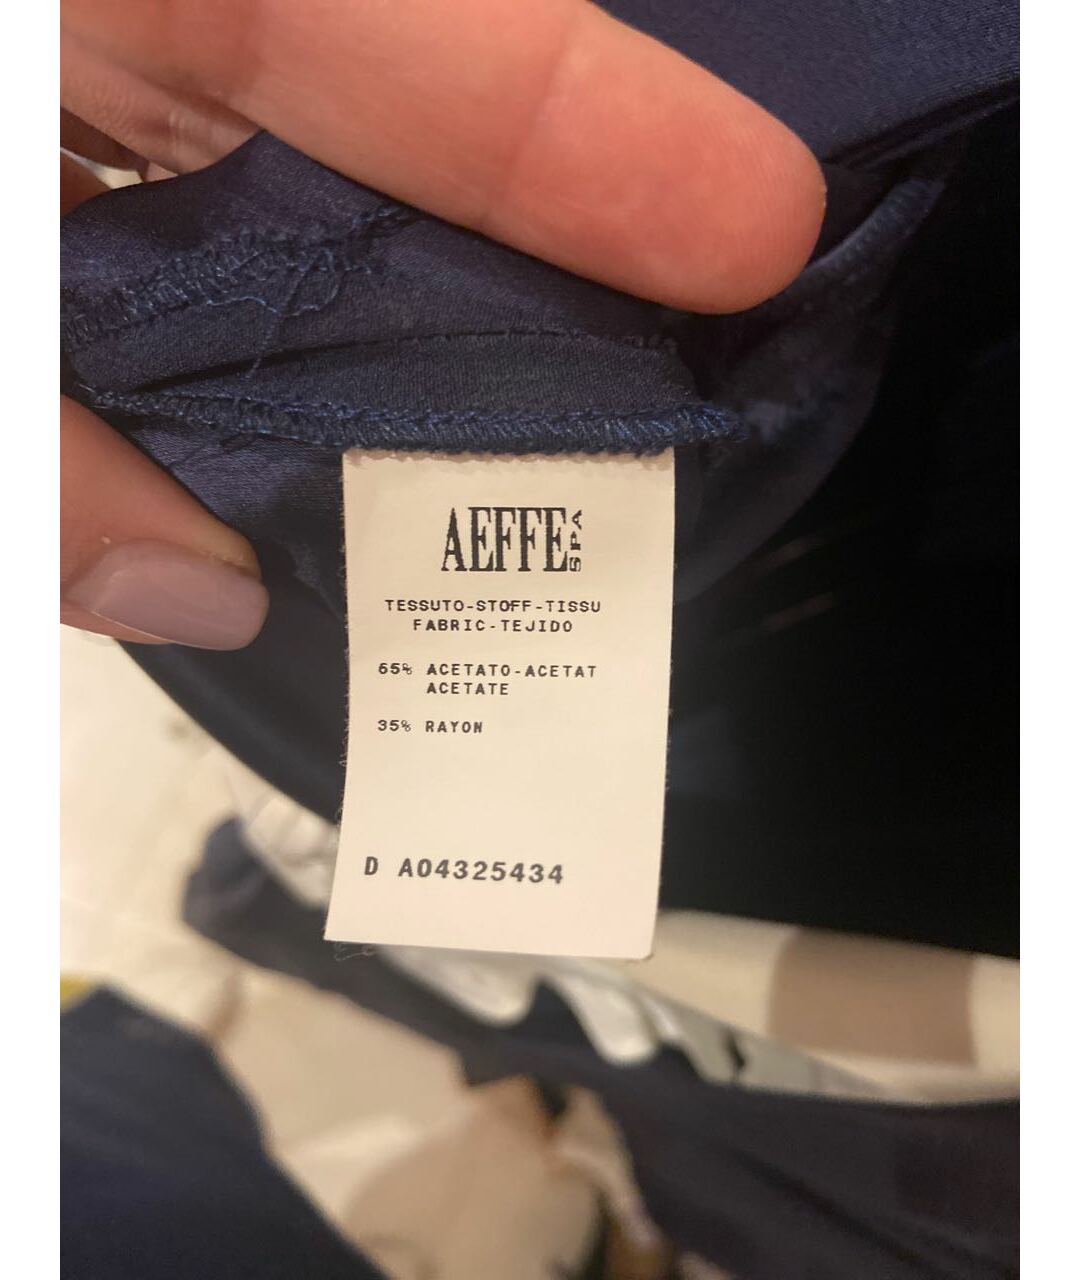 AEFFE SPA
TESSUTO-STOFF-TISSU
FABRIC-TEJIDO
65% ACETATO-ACETAT
ACETATE
35% RAYON
D A04325434